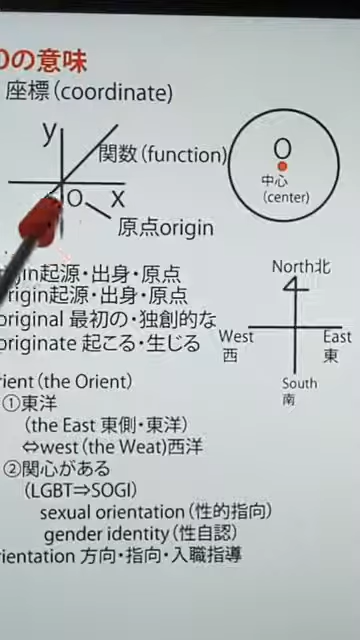 Oの意味
座標(coordinate)
y
関数(function)
O
X
原点origin
O
中心
(center)
gin起源・出身・原点
rigin起源・出身・原点
original 最初の・独創的な
originate 起こる・生じる
North北
West
西
East
東
South
南
rient(the Orient)
①東洋
(the East 東側・東洋)
⇔west(the Weat)西洋
②関心がある
(LGBT⇒SOGI)
sexual orientation(性的指向)
gender identity(性自認)
rientation 方向・指向・入職指導